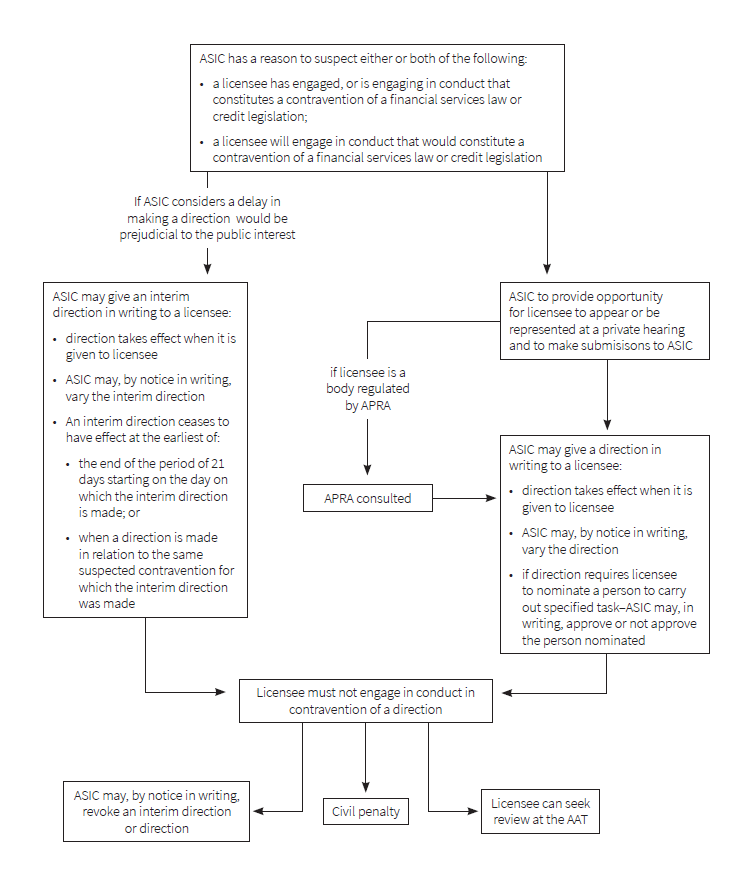 ASIC has a reason to suspect either or both of the following:
• a licensee has engaged, or is engaging in conduct that
constitutes a contravention of a financial services law or
credit legislation;
• a licensee will engage in conduct that would constitute a
contravention of a financial services law or credit legislation
If ASIC considers a delay in
making a direction would be
prejudicial to the public interest
ASIC may give an interim
direction in writing to a licensee:
• direction takes effect when it is
given to licensee
• ASIC may, by notice in writing,
vary the interim direction
• An interim direction ceases to
have effect at the earliest of:
• the end of the period of 21
days starting on the day on
which the interim direction
is made; or
• when a direction is made
in relation to the same
suspected contravention for
which the interim direction
was made
ASIC to provide opportunity
for licensee to appear or be
represented at a private hearing
and to make submisisons to ASIC
if licensee is a
body regulated
by APRA
APRA consulted
ASIC may give a direction in
writing to a licensee:
• direction takes effect when it is
given to licensee
• ASIC may, by notice in writing,
vary the direction
• if direction requires licensee
to nominate a person to carry
out specified task–ASIC may, in
writing, approve or not approve
the person nominated
Licensee must not engage in conduct in
contravention of a direction
ASIC may, by notice in writing,
revoke an interim direction
or direction
Civil penalty
Licensee can seek
review at the AAT